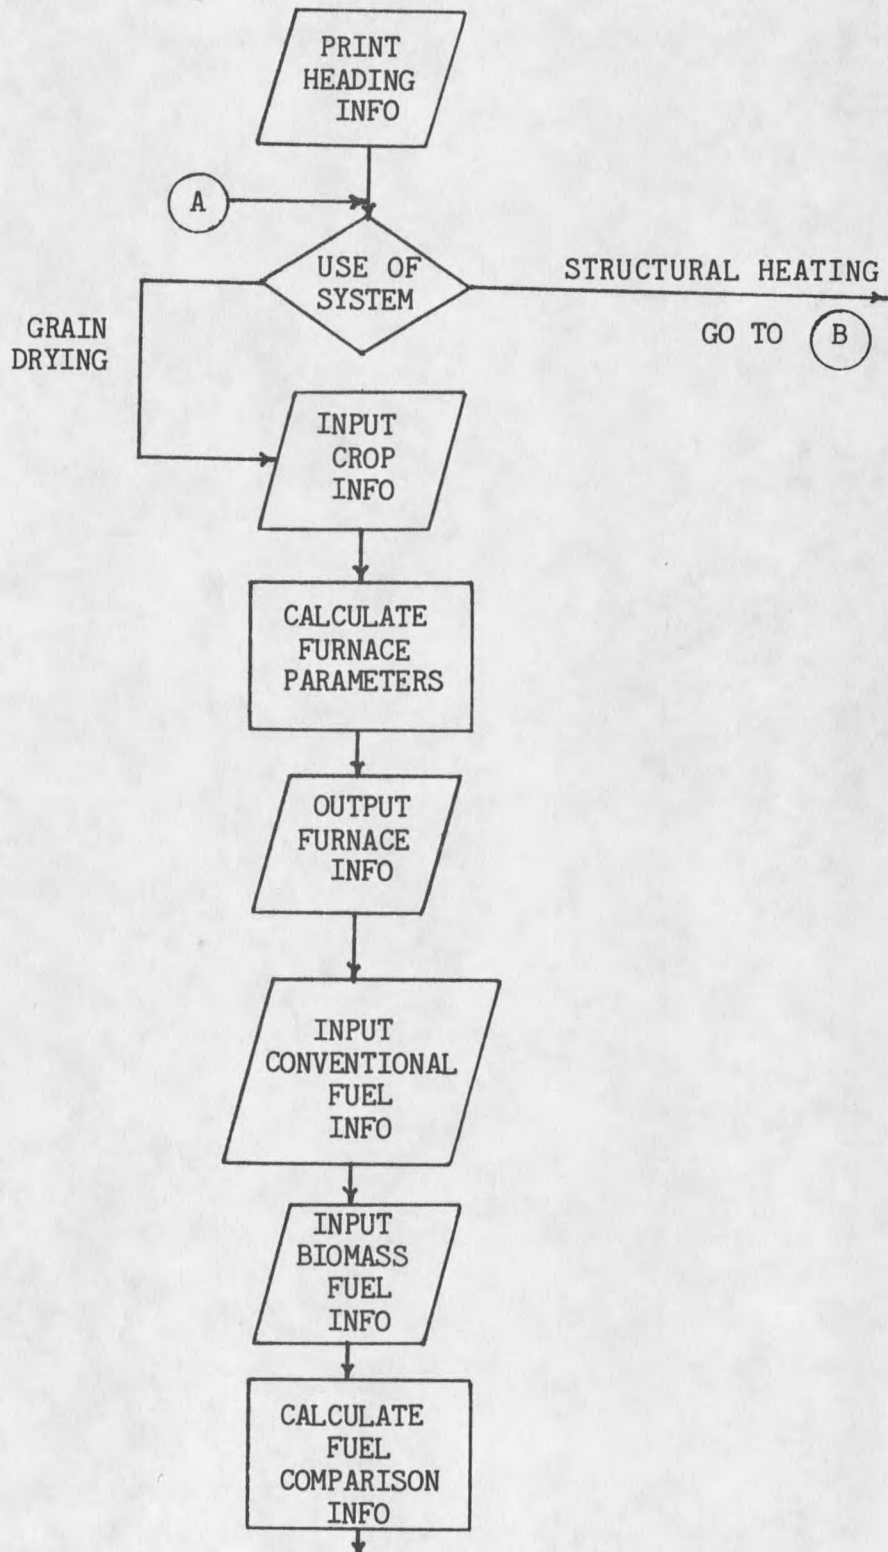 PRINT
HEADING
INFO
A
USE OF
SYSTEM
STRUCTURAL HEATING
GO TO B
GRAIN
DRYING
INPUT
CROP
INFO
CALCULATE
FURNACE
PARAMETERS
OUTPUT
FURNACE
INFO
INPUT
CONVENTIONAL
FUEL
INFO
INPUT
BIOMASS
FUEL
INFO
CALCULATE
FUEL
COMPARISON
INFO